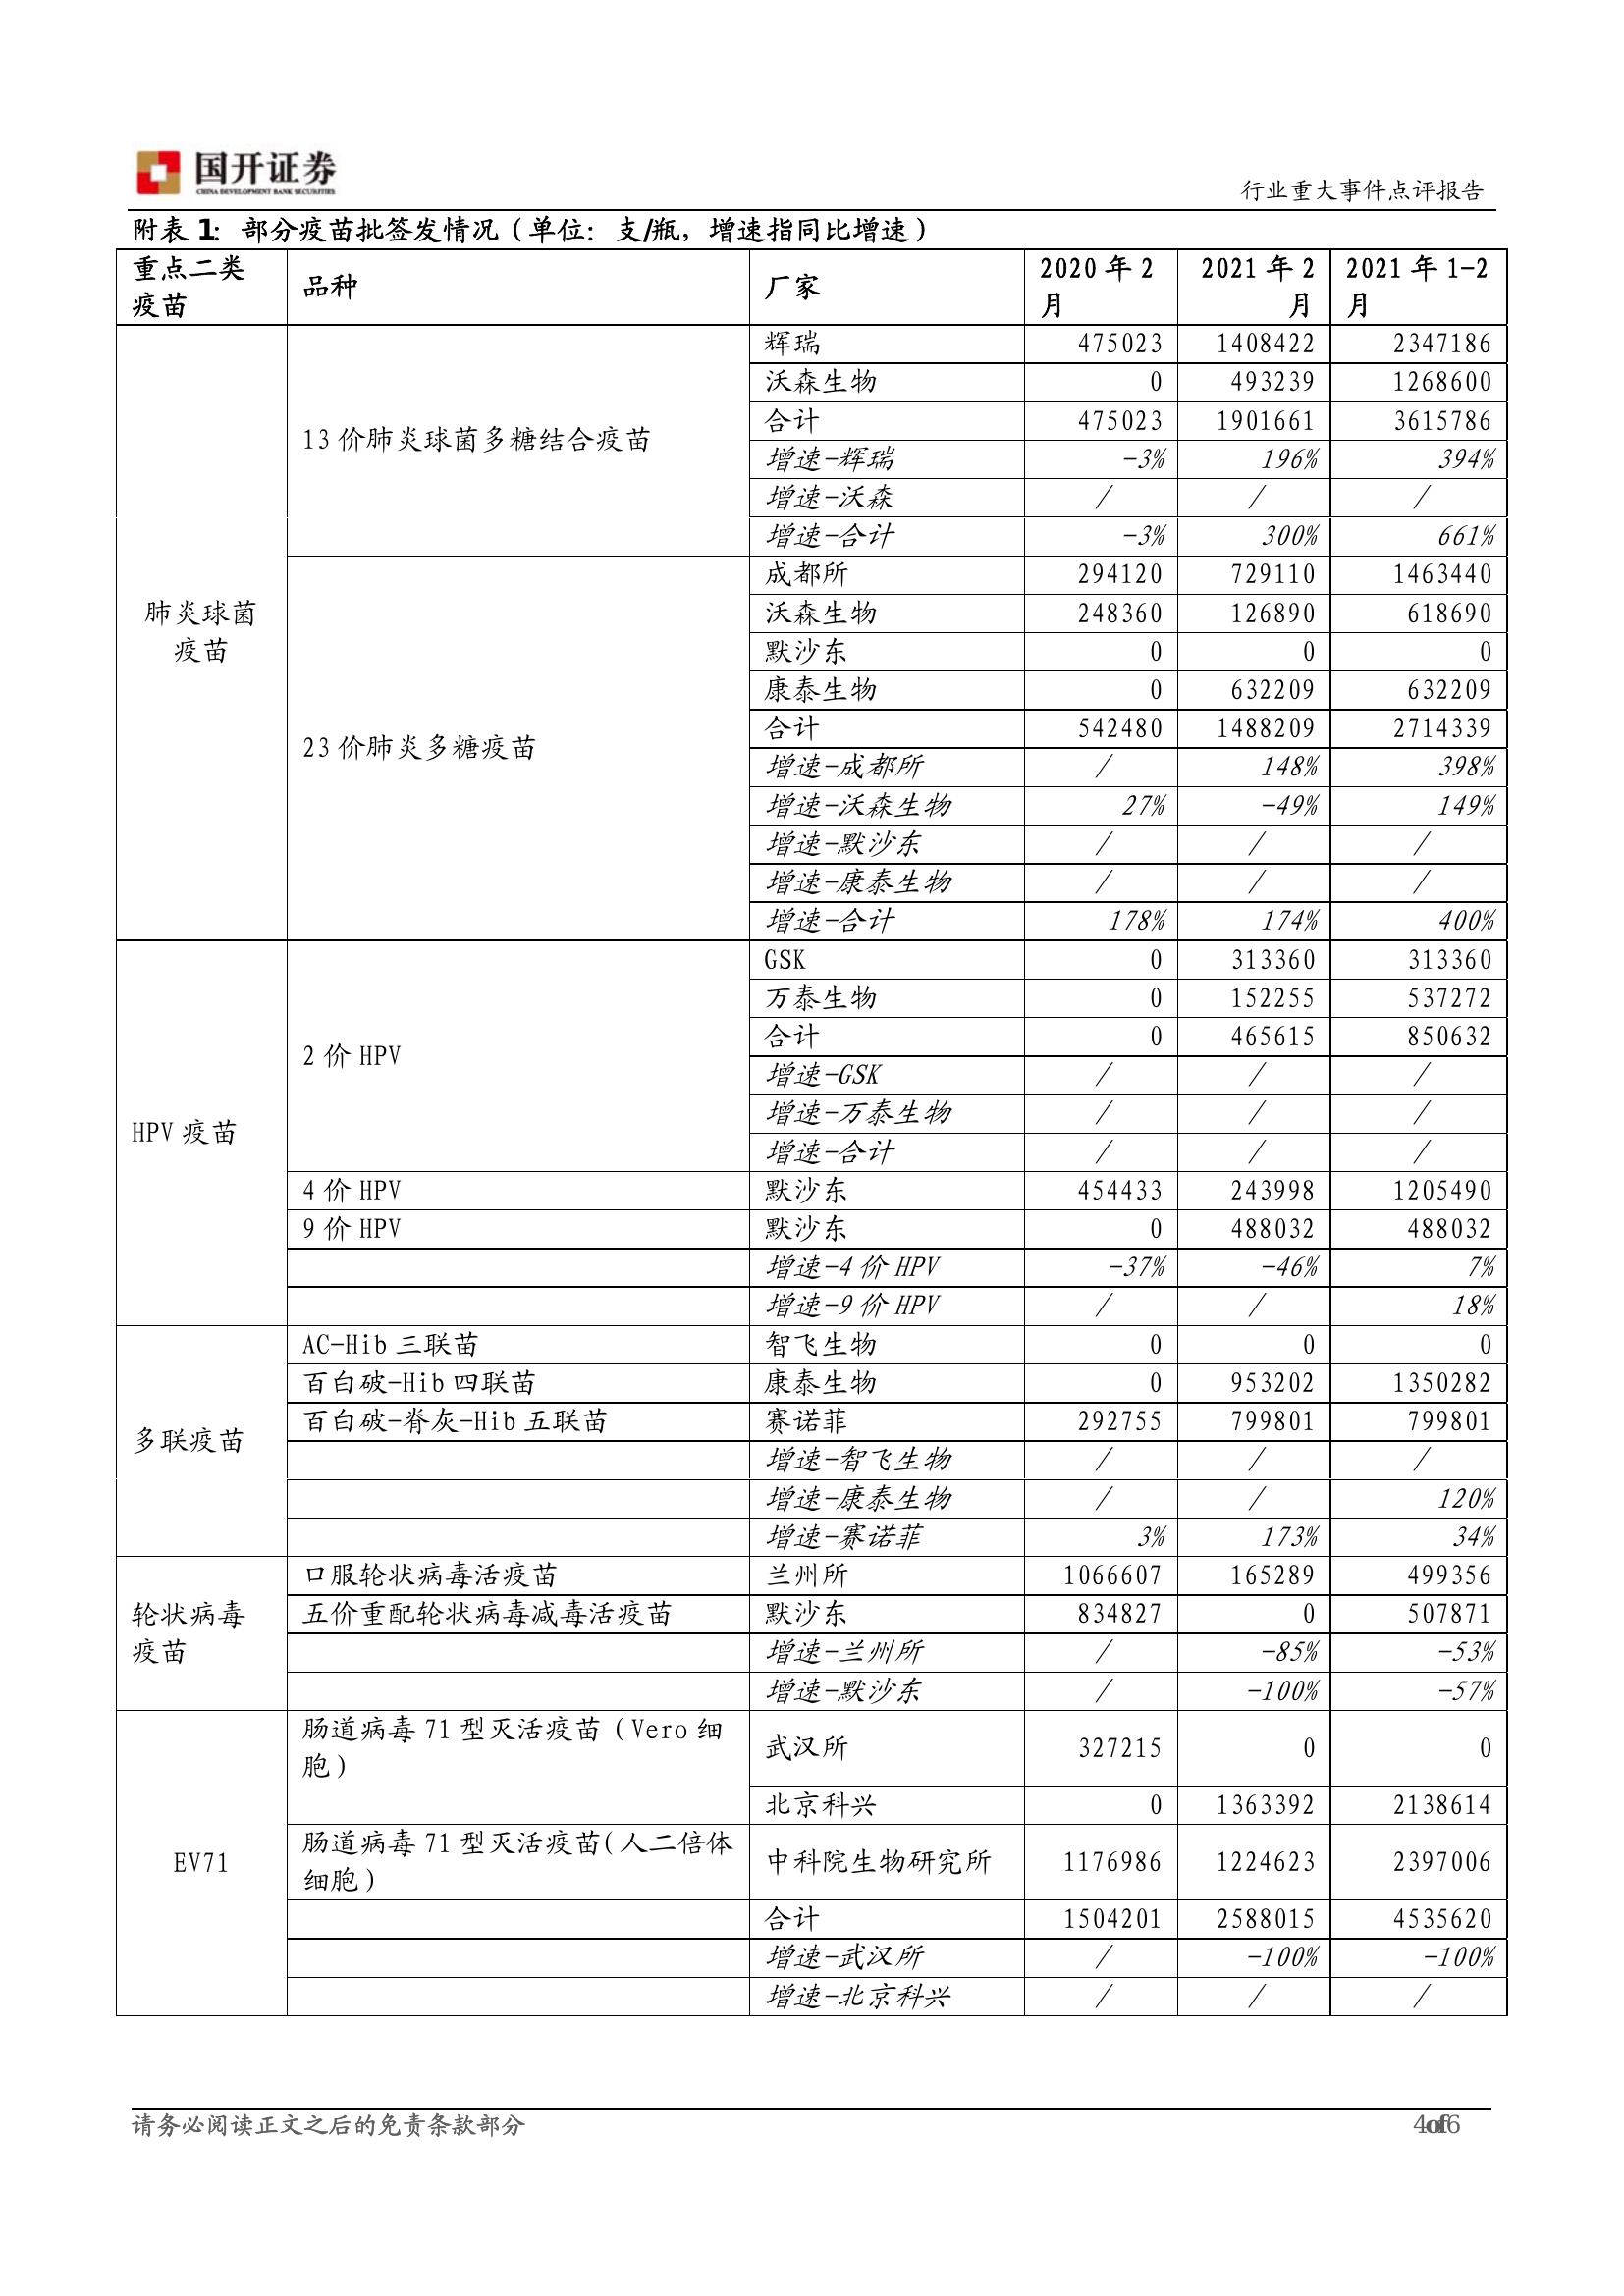 国开证券
CHINA DEVELOPMENT BANK SECURITIES
行业重大事件点评报告
附表 1：部分疫苗批签发情况（单位：支/瓶，增速指同比增速）
重点二类疫苗 品种 厂家 2020 年 2 月 2021 年 2 月 2021 年 1-2 月
肺炎球菌疫苗
13 价肺炎球菌多糖结合疫苗
辉瑞 475023 1408422 2347186
沃森生物 0 493239 1268600
合计 475023 1901661 3615786
增速-辉瑞 -3% 196% 394%
增速-沃森 / / /
增速-合计 -3% 300% 661%
23 价肺炎多糖疫苗
成都所 294120 729110 1463440
沃森生物 248360 126890 618690
默沙东 0 0 0
康泰生物 0 632209 632209
合计 542480 1488209 2714339
增速-成都所 / 148% 398%
增速-沃森生物 27% -49% 149%
增速-默沙东 / / /
增速-康泰生物 / / /
增速-合计 178% 174% 400%
HPV 疫苗
2 价 HPV
GSK 0 313360 313360
万泰生物 0 152255 537272
合计 0 465615 850632
增速-GSK / / /
增速-万泰生物 / / /
增速-合计 / / /
4 价 HPV 默沙东 454433 243998 1205490
9 价 HPV 默沙东 0 488032 488032
增速-4 价 HPV -37% -46% 7%
增速-9 价 HPV / / 18%
多联疫苗
AC-Hib 三联苗 智飞生物 0 0 0
百白破-Hib 四联苗 康泰生物 0 953202 1350282
百白破-脊灰-Hib 五联苗 赛诺菲 292755 799801 799801
增速-智飞生物 / / /
增速-康泰生物 / / 120%
增速-赛诺菲 3% 173% 34%
轮状病毒疫苗
口服轮状病毒活疫苗 兰州所 1066607 165289 499356
五价重配轮状病毒减毒活疫苗 默沙东 834827 0 507871
增速-兰州所 / -85% -53%
增速-默沙东 / -100% -57%
EV71
肠道病毒 71 型灭活疫苗（Vero 细胞） 武汉所 327215 0 0
北京科兴 0 1363392 2138614
肠道病毒 71 型灭活疫苗(人二倍体细胞) 中科院生物研究所 1176986 1224623 2397006
合计 1504201 2588015 4535620
增速-武汉所 / -100% -100%
增速-北京科兴 / / /
请务必阅读正文之后的免责条款部分
4of6